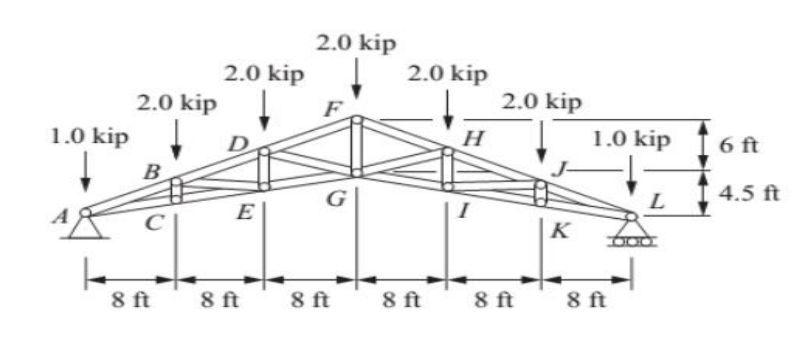 2.0 kip
2.0 kip
2.0 kip
2.0 kip
2.0 kip
1.0 kip
1.0 kip
F
D
H
6 ft
B
J
A
C
E
G
I
K
L
4.5 ft
8 ft
8 ft
8 ft
8 ft
8 ft
8 ft